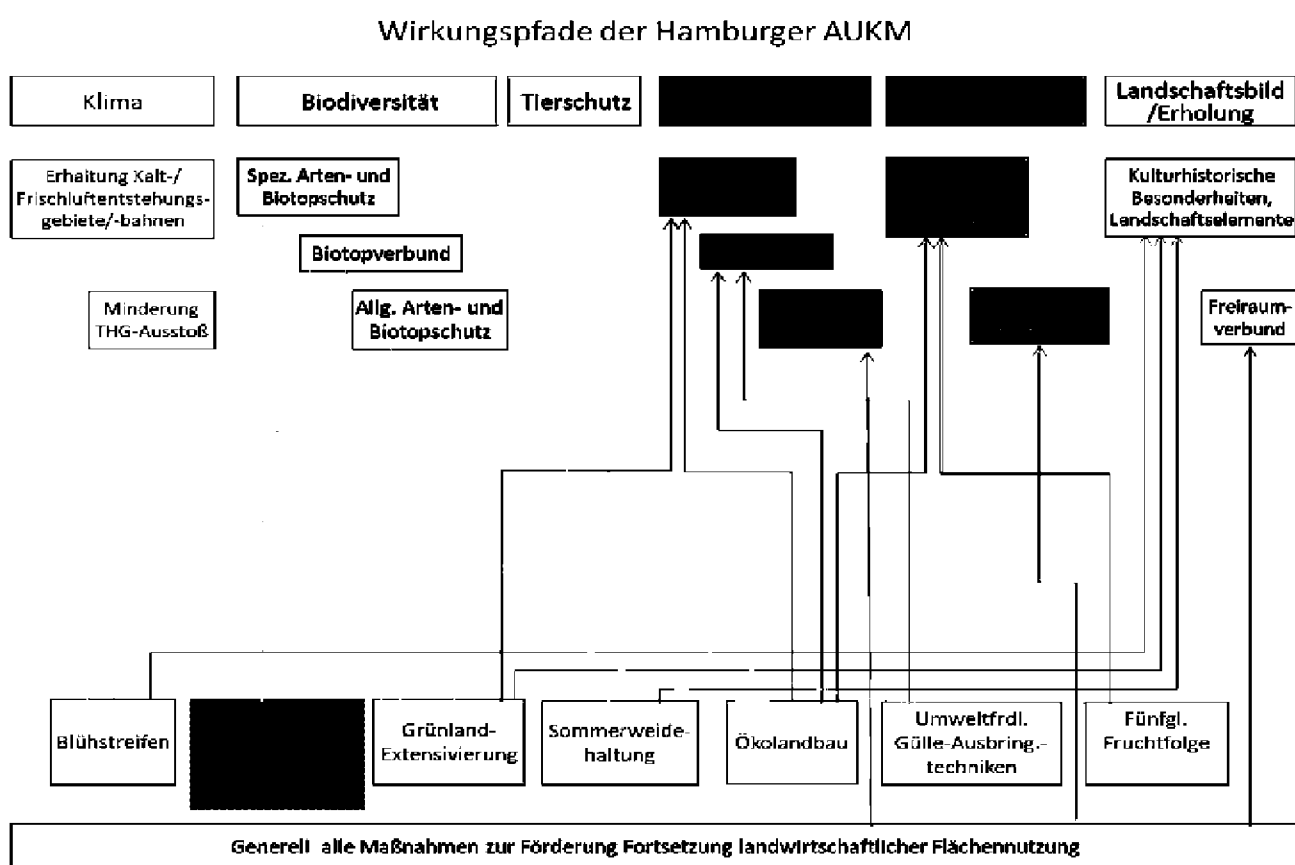 Wirkungspfade der Hamburger AUKM
Klima
Biodiversität
Tierschutz
Landschaftsbild
/Erholung
Erhaltung Kalt-/
Frischluftentstehungs-
gebiete/-bahnen
Spez. Arten- und
Biotopschutz
Kulturhistorische
Besonderheiten,
Landschaftselemente
Biotopverbund
Minderung
THG-Ausstoß
Allg. Arten- und
Biotopschutz
Freiraum-
verbund
Blühstreifen
Grünland-
Extensivierung
Sommerweide-
haltung
Ökolandbau
Umweltfrdl.
Gülle-Ausbring.-
techniken
Fünfgl.
Fruchtfolge
Generell alle Maßnahmen zur Förderung Fortsetzung landwirtschaftlicher Flächennutzung